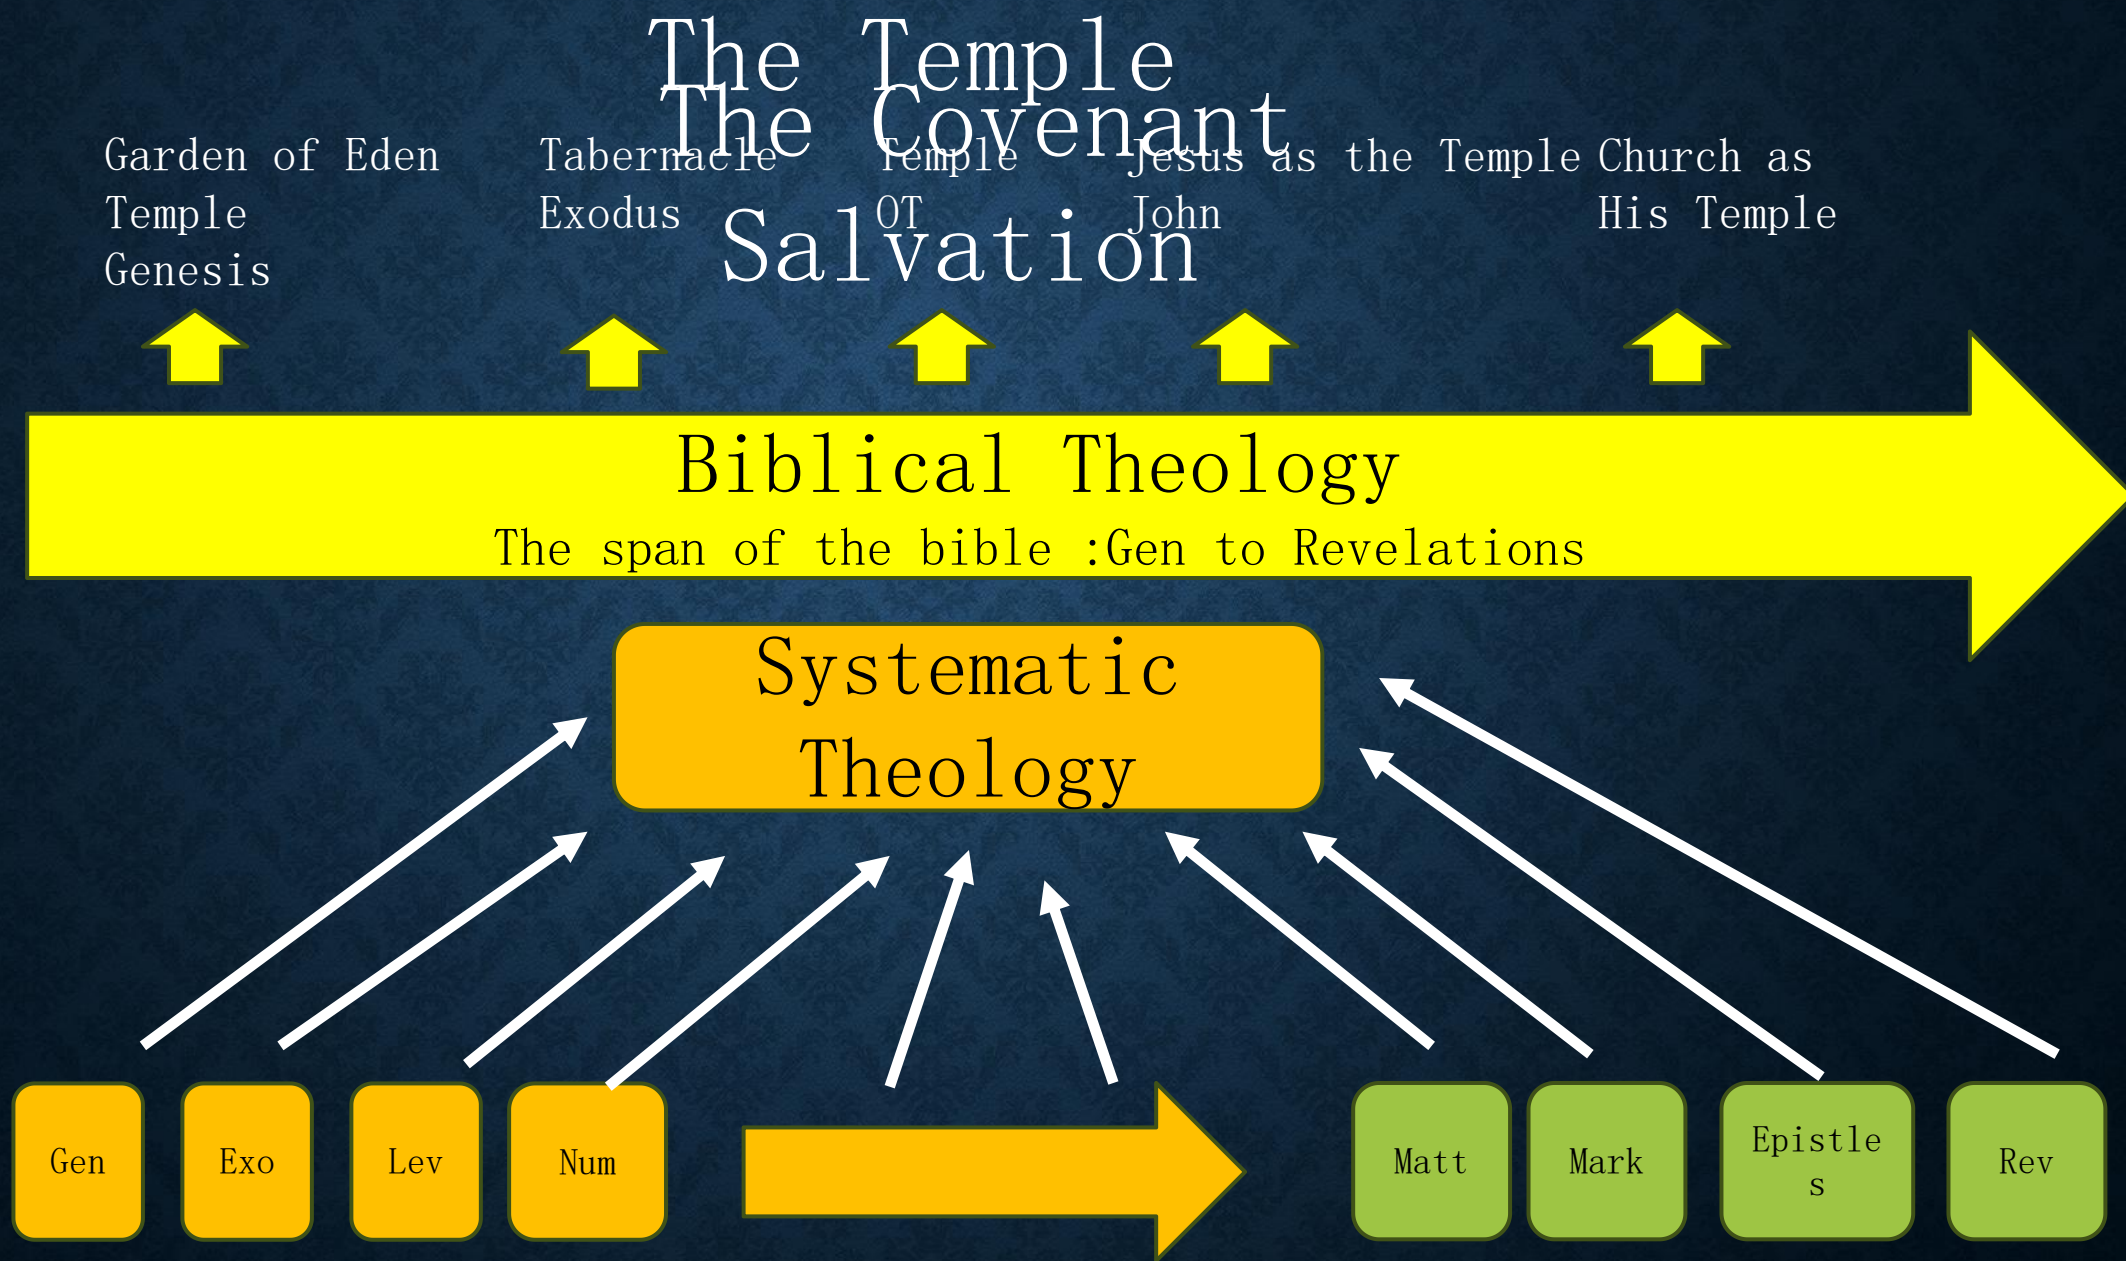 The Temple
The Covenant
Garden of Eden
Temple
Genesis
Tabernacle
Exodus
Temple
OT
Jesus as the Temple
John
Church as
His Temple
Salvation
Biblical Theology
The span of the bible :Gen to Revelations
Systematic
Theology
Gen
Exo
Lev
Num
Matt
Mark
Epistle
s
Rev